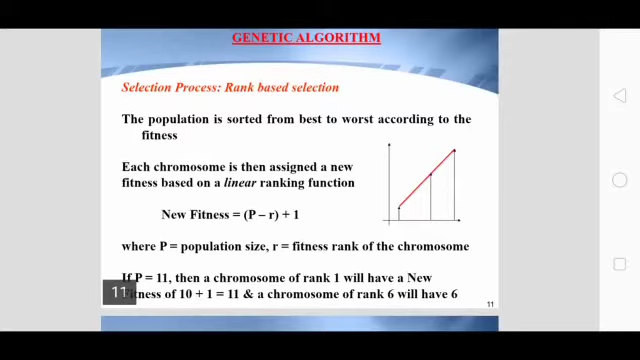 GENETIC ALGORITHM
Selection Process: Rank based selection
The population is sorted from best to worst according to the
fitness
Each chromosome is then assigned a new
fitness based on a linear ranking function
New Fitness = (P – r) + 1
where P = population size, r = fitness rank of the chromosome
If P = 11, then a chromosome of rank 1 will have a New
Fitness of 10 + 1 = 11 & a chromosome of rank 6 will have 6
11
11